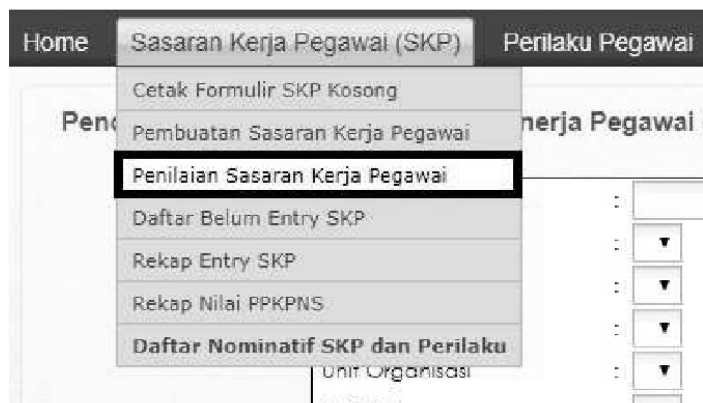 Home Sasaran Kerja Pegawai (SKP) Perilaku Pegawai
Cetak Formulir SKP Kosong
Pembuatan Sasaran Kerja Pegawai
Pegawai
Penilaian Sasaran Kerja Pegawai
:
Daftar Belum Entry SKP
:
Rekap Entry SKP
:
Rekap Nilai PPKPNS
:
Daftar Nominatif SKP dan Perilaku
Unit Organisasi :